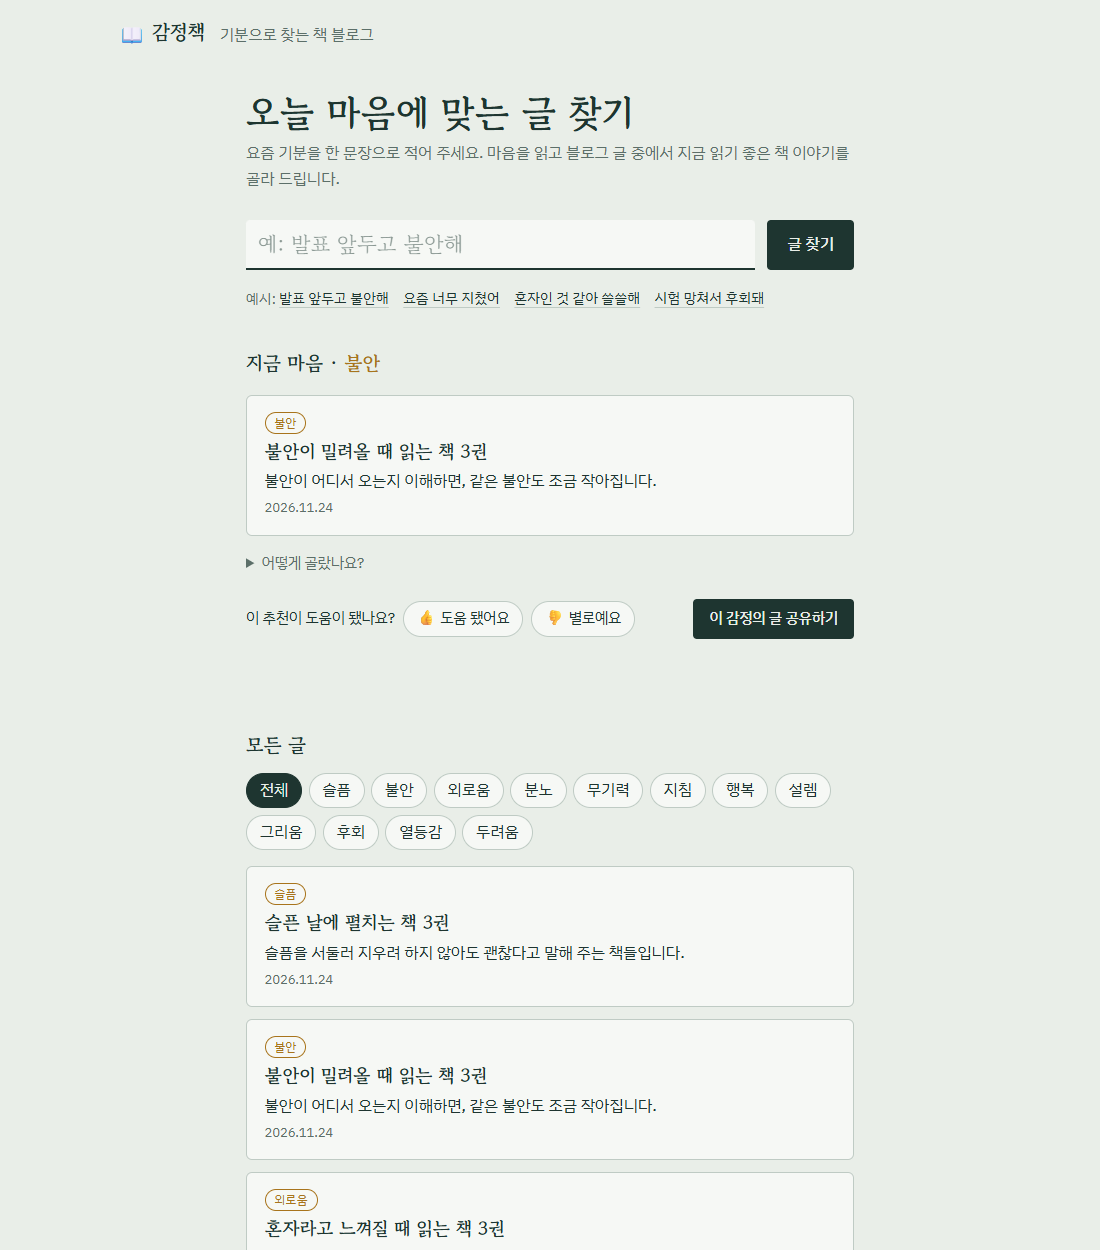 📖 감정책 기분으로 찾는 책 블로그
오늘 마음에 맞는 글 찾기
요즘 기분을 한 문장으로 적어 주세요. 마음을 읽고 블로그 글 중에서 지금 읽기 좋은 책 이야기를
골라 드립니다.
예: 발표 앞두고 불안해 글 찾기
예시: 발표 앞두고 불안해 요즘 너무 지쳤어 혼자인 것 같아 쓸쓸해 시험 망쳐서 후회돼
지금 마음 · 불안
불안
불안이 밀려올 때 읽는 책 3권
불안이 어디서 오는지 이해하면, 같은 불안도 조금 작아집니다.
2026.11.24
▶ 어떻게 골랐나요?
이 추천이 도움이 됐나요? 👍 도움 됐어요 👎 별로예요 이 감정의 글 공유하기
모든 글
전체 슬픔 불안 외로움 분노 무기력 지침 행복 설렘
그리움 후회 열등감 두려움
슬픔
슬픈 날에 펼치는 책 3권
슬픔을 서둘러 지우려 하지 않아도 괜찮다고 말해 주는 책들입니다.
2026.11.24
불안
불안이 밀려올 때 읽는 책 3권
불안이 어디서 오는지 이해하면, 같은 불안도 조금 작아집니다.
2026.11.24
외로움
혼자라고 느껴질 때 읽는 책 3권